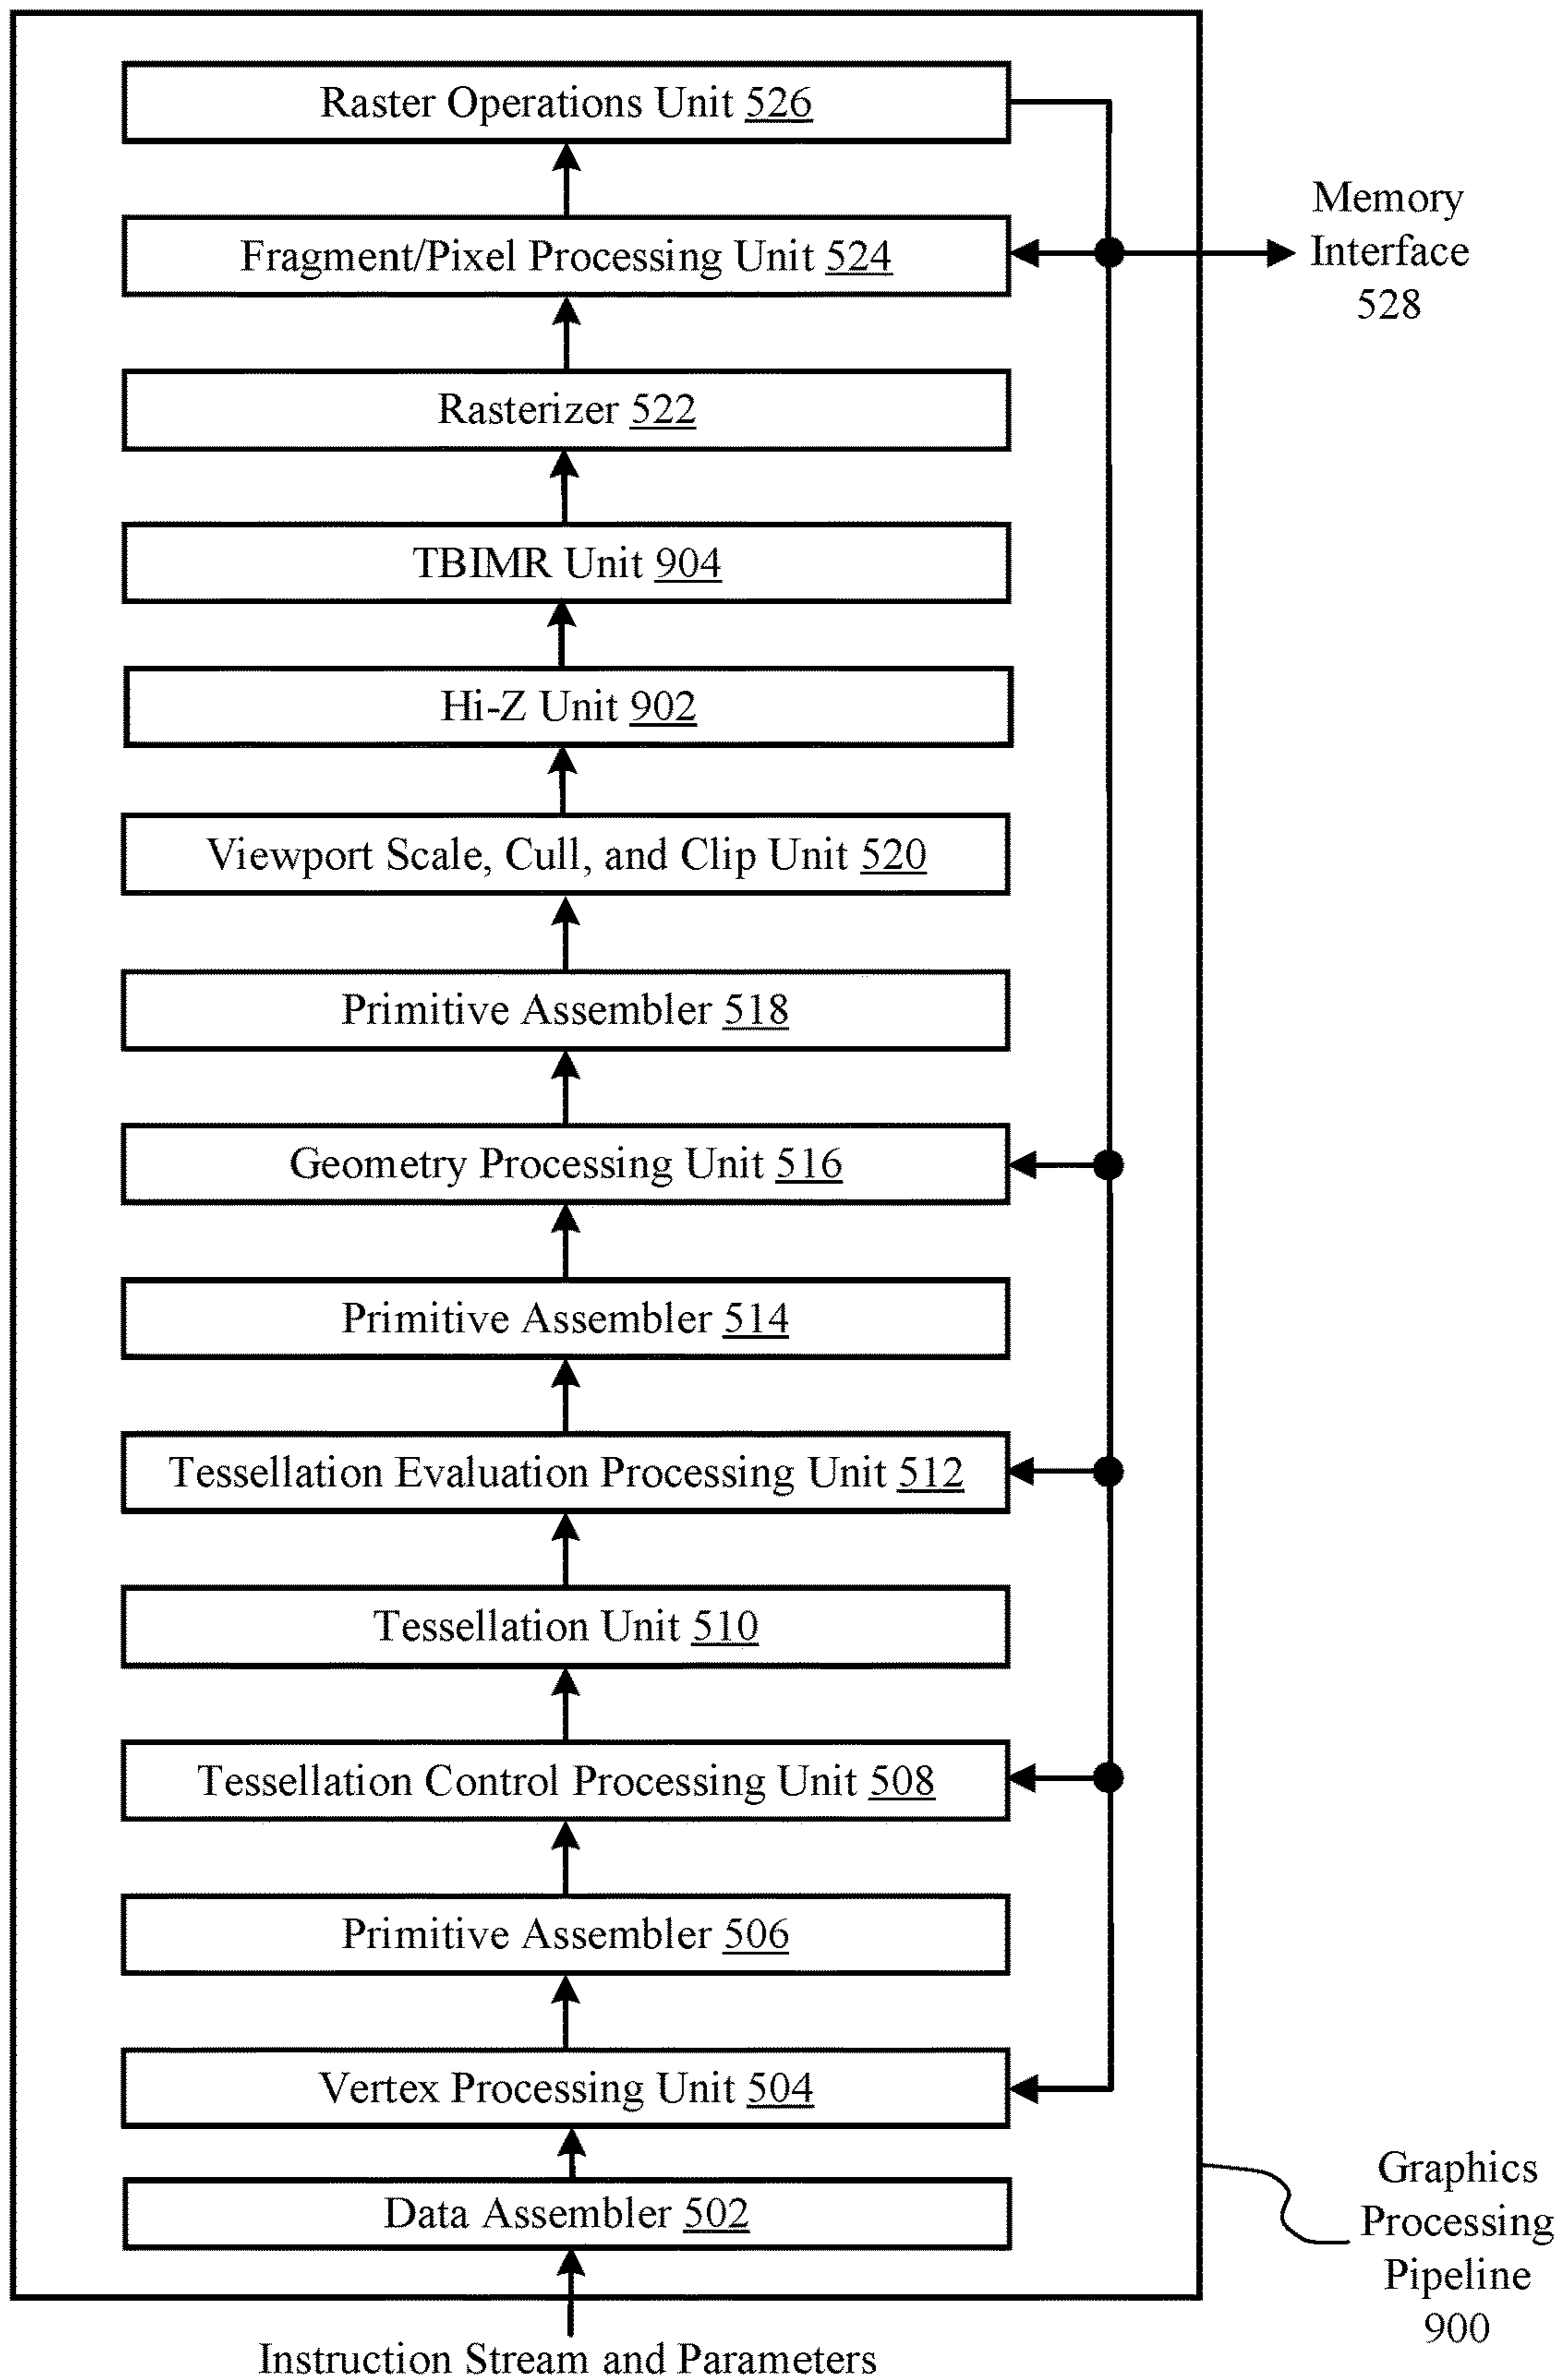 Raster Operations Unit 526
Memory
Interface
528
Fragment/Pixel Processing Unit 524
Rasterizer 522
TBIMR Unit 904
Hi-Z Unit 902
Viewport Scale, Cull, and Clip Unit 520
Primitive Assembler 518
Geometry Processing Unit 516
Primitive Assembler 514
Tessellation Evaluation Processing Unit 512
Tessellation Unit 510
Tessellation Control Processing Unit 508
Primitive Assembler 506
Vertex Processing Unit 504
Data Assembler 502
Graphics
Processing
Pipeline
900
Instruction Stream and Parameters